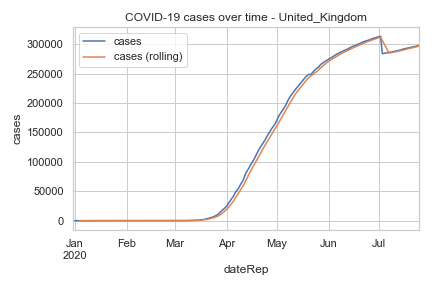 COVID-19 cases over time - United_Kingdom
cases
cases (rolling)
300000
250000
200000
150000
100000
50000
0
cases
Jan
2020
Feb
Mar
Apr
May
Jun
Jul
dateRep